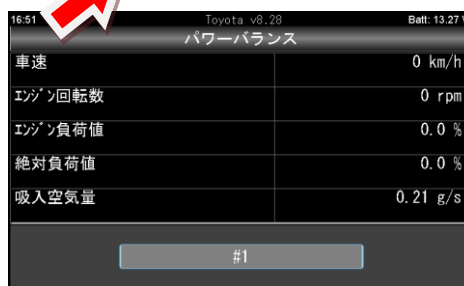 16:51 Toyota v8.28 Batt: 13.27 V
パワーバランス
車速 0 km/h
ｴﾝｼﾞﾝ回転数 0 rpm
ｴﾝｼﾞﾝ負荷値 0.0 %
絶対負荷値 0.0 %
吸入空気量 0.21 g/s
#1